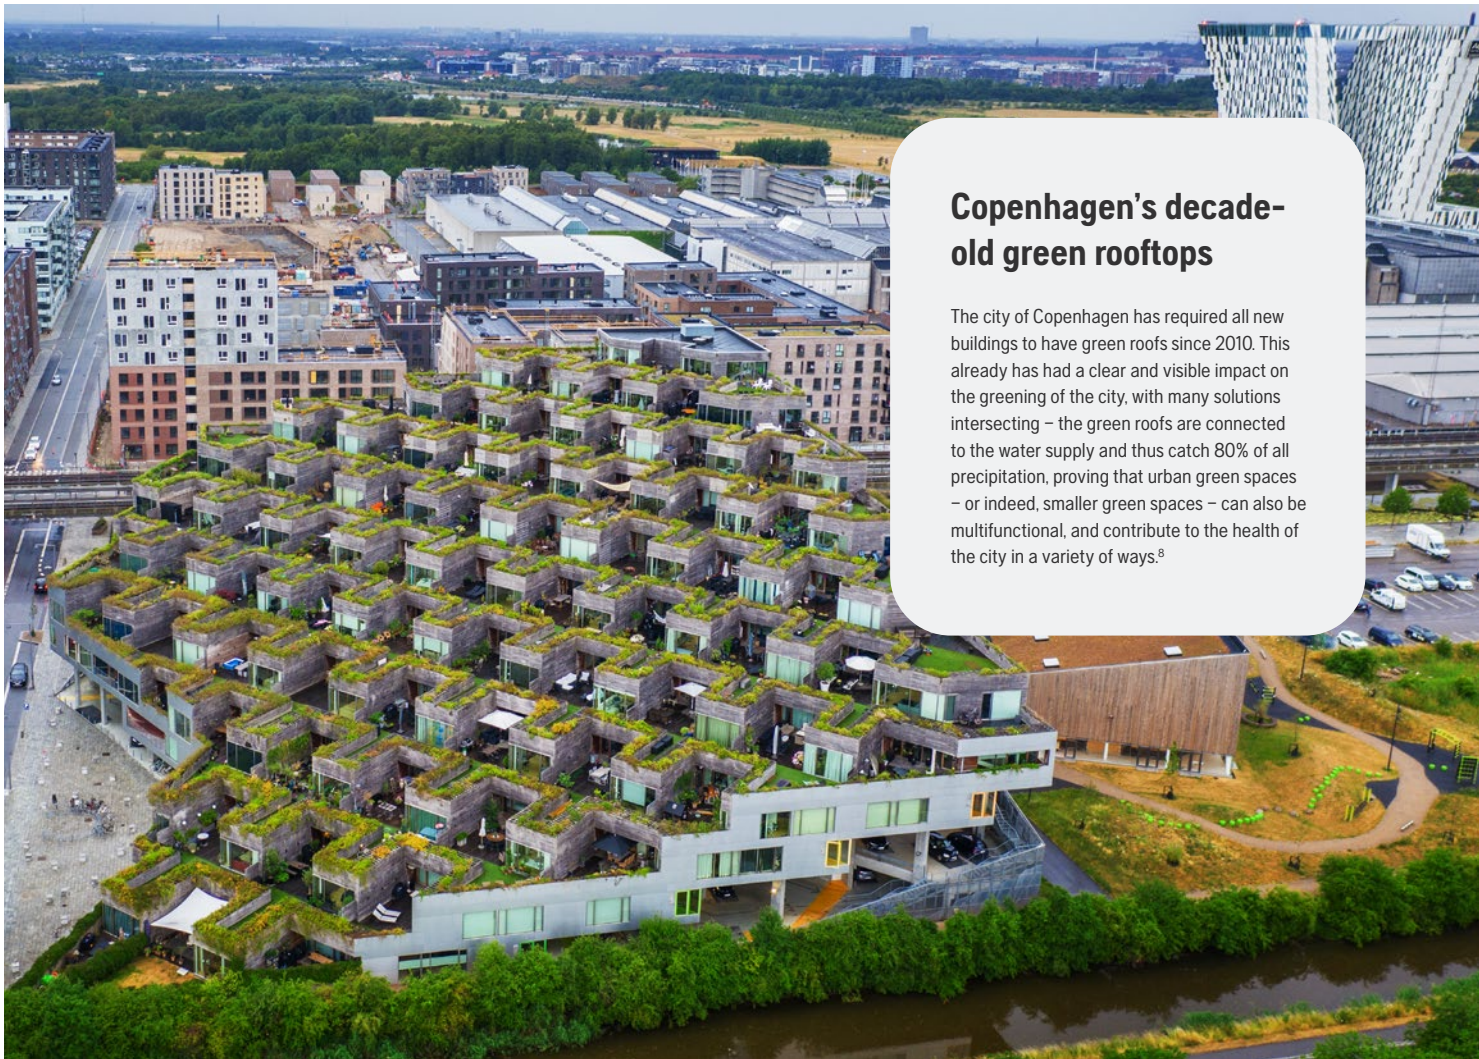 Copenhagen’s decade-
old green rooftops
The city of Copenhagen has required all new
buildings to have green roofs since 2010. This
already has had a clear and visible impact on
the greening of the city, with many solutions
intersecting – the green roofs are connected
to the water supply and thus catch 80% of all
precipitation, proving that urban green spaces
– or indeed, smaller green spaces – can also be
multifunctional, and contribute to the health of
the city in a variety of ways.8